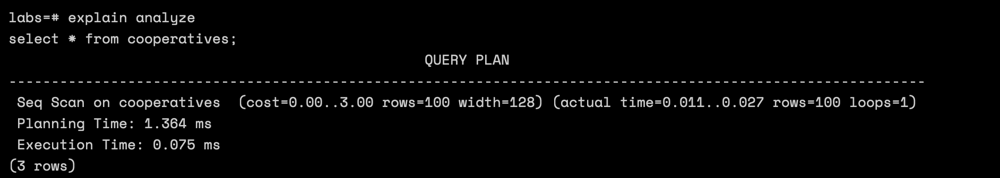 labs=# explain analyze
select * from cooperatives;
QUERY PLAN
------------------------------------------------------------------------------------------------------------
Seq Scan on cooperatives  (cost=0.00..3.00 rows=100 width=128) (actual time=0.011..0.027 rows=100 loops=1)
Planning Time: 1.364 ms
Execution Time: 0.075 ms
(3 rows)